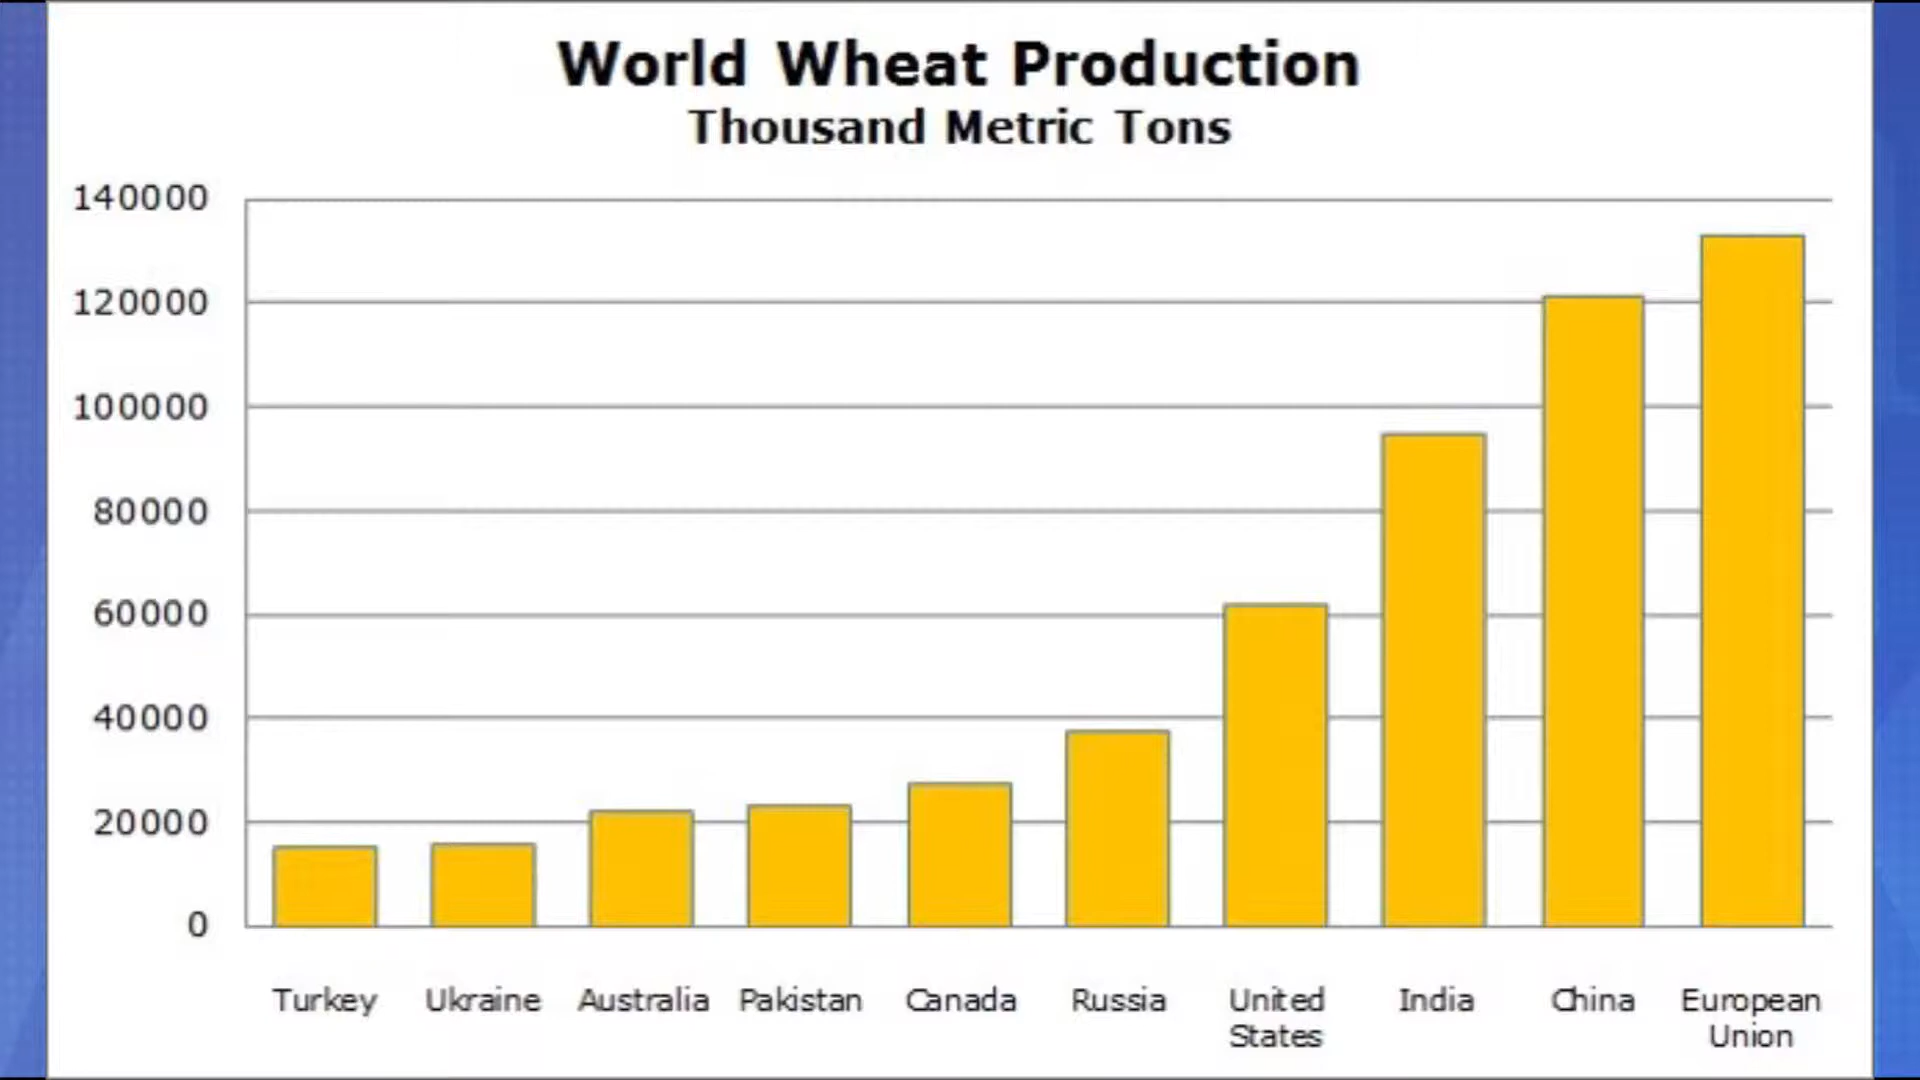 World Wheat Production
Thousand Metric Tons
140000
120000
100000
80000
60000
40000
20000
0
Turkey Ukraine Australia Pakistan Canada Russia United States India China European Union